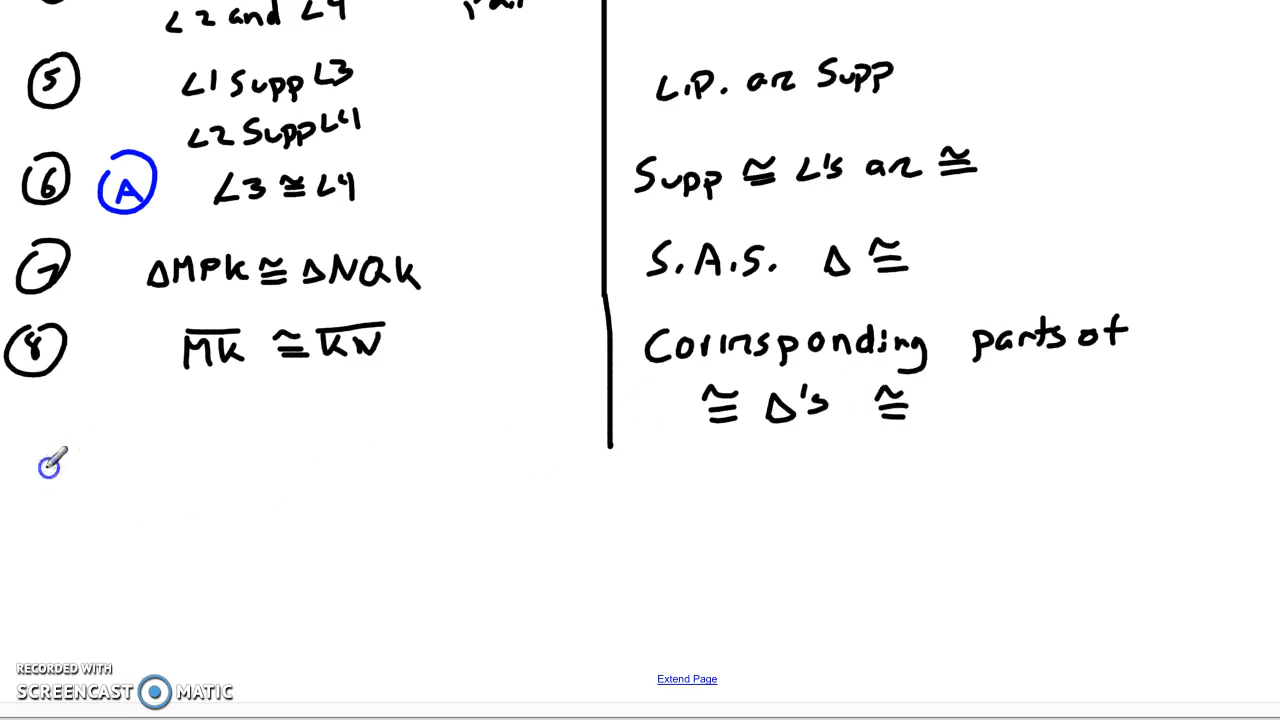 ∠2 and ∠4 pair
5 ∠1 Supp ∠3 L.P. are Supp
∠2 Supp ∠4
6 A ∠3 ≅ ∠4 Supp ≅ ∠'s are ≅
7 ΔMPK ≅ ΔNQK S.A.S. Δ ≅
8 MK ≅ KN Corresponding parts of
≅ Δ's ≅
Extend Page
RECORDED WITH
SCREENCAST MATIC